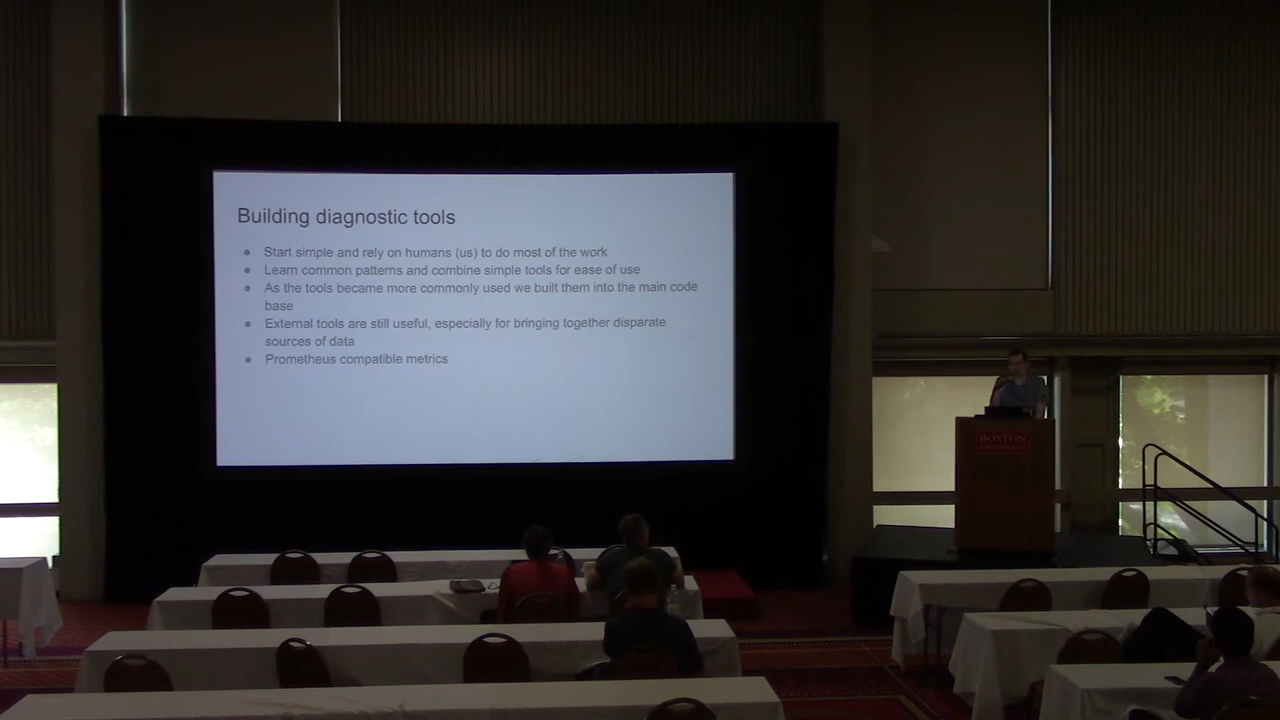 Building diagnostic tools
● Start simple and rely on humans (us) to do most of the work
● Learn common patterns and combine simple tools for ease of use
● As the tools became more commonly used we built them into the main code
base
● External tools are still useful, especially for bringing together disparate
sources of data
● Prometheus compatible metrics
BOSTON